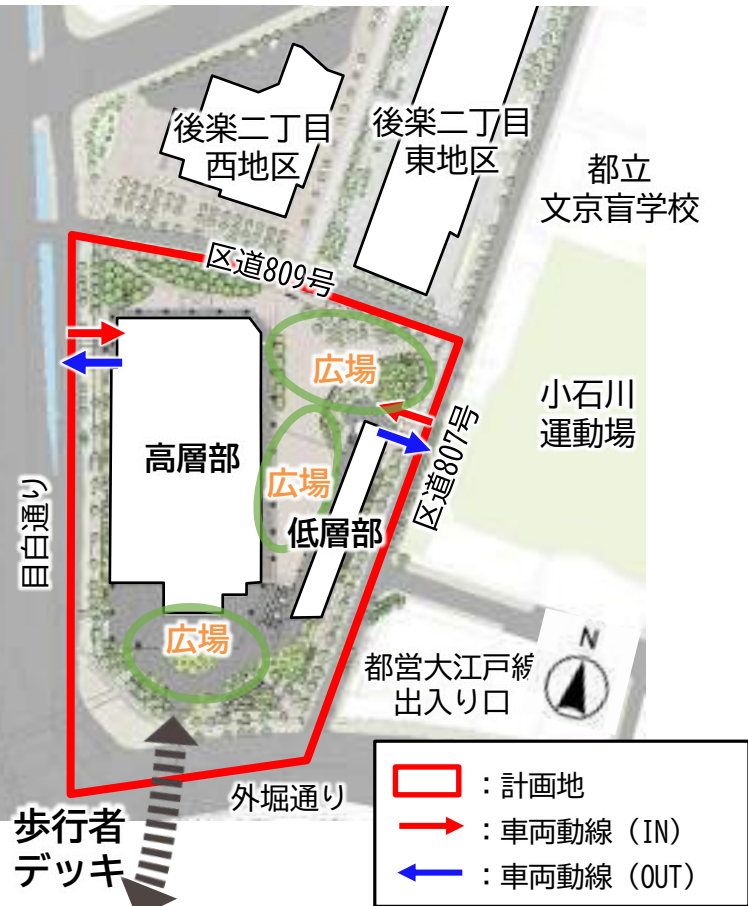 後楽二丁目
西地区
後楽二丁目
東地区
都立
文京盲学校
区道809号
広場
小石川
運動場
高層部
広場
区道807号
目白通り
低層部
広場
都営大江戸線
出入り口
N
外堀通り
歩行者
デッキ
：計画地
：車両動線（IN）
：車両動線（OUT）